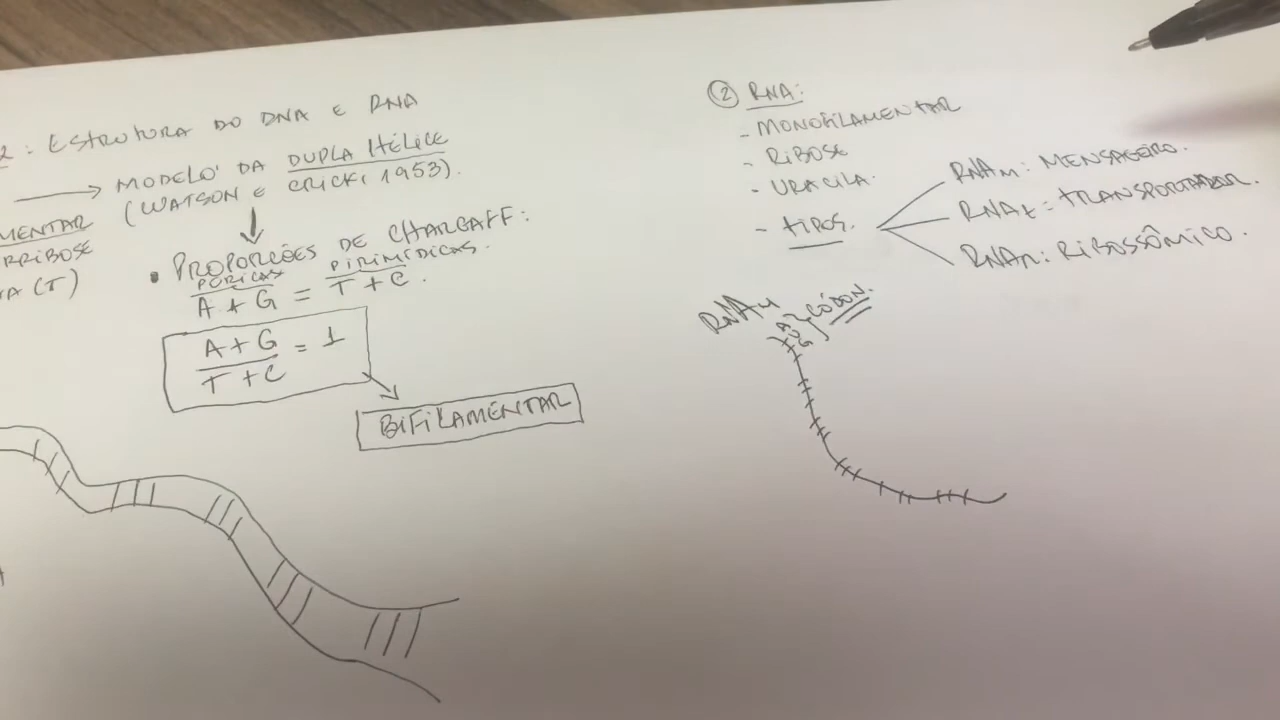 2: ESTRUTURA DO DNA E RNA
MODELO DA DUPLA HÉLICE
(WATSON E CRICK, 1953).
MENTAR
RRIBOSE
A (T)
• PROPORÇÕES DE CHARGAFF:
PÚRICAS PIRIMÍDICAS.
A + G = T + C.
A + G
T + C
= 1
BIFILAMENTAR
② RNA:
- MONOFILAMENTAR
- RIBOSE
- URACILA.
- TIPOS.
RNAm: MENSAGEIRO.
RNAt: TRANSPORTADOR.
RNAr: RIBOSSÔMICO.
RNAm
A
U
G
CÓDON.